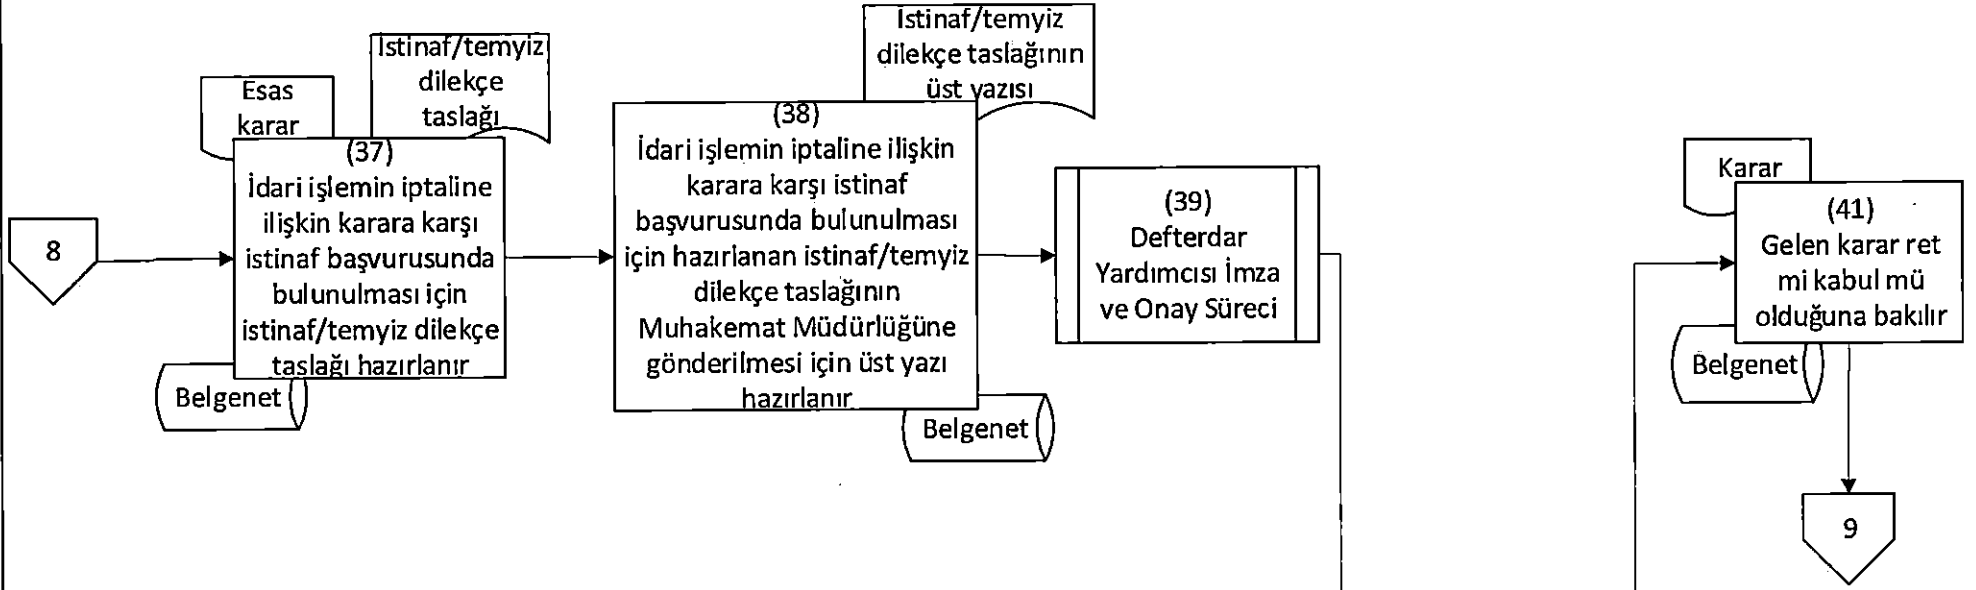 8
Esas
karar
İstinaf/temyiz
dilekçe
taslağı
(37)
İdari işlemin iptaline
ilişkin karara karşı
istinaf başvurusunda
bulunulması için
istinaf/temyiz dilekçe
taslağı hazırlanır
Belgenet
İstinaf/temyiz
dilekçe taslağının
üst yazısı
(38)
İdari işlemin iptaline ilişkin
karara karşı istinaf
başvurusunda bulunulması
için hazırlanan istinaf/temyiz
dilekçe taslağının
Muhakemat Müdürlüğüne
gönderilmesi için üst yazı
hazırlanır
Belgenet
(39)
Defterdar
Yardımcısı İmza
ve Onay Süreci
Karar
(41)
Gelen karar ret
mi kabul mü
olduğuna bakılır
Belgenet
9